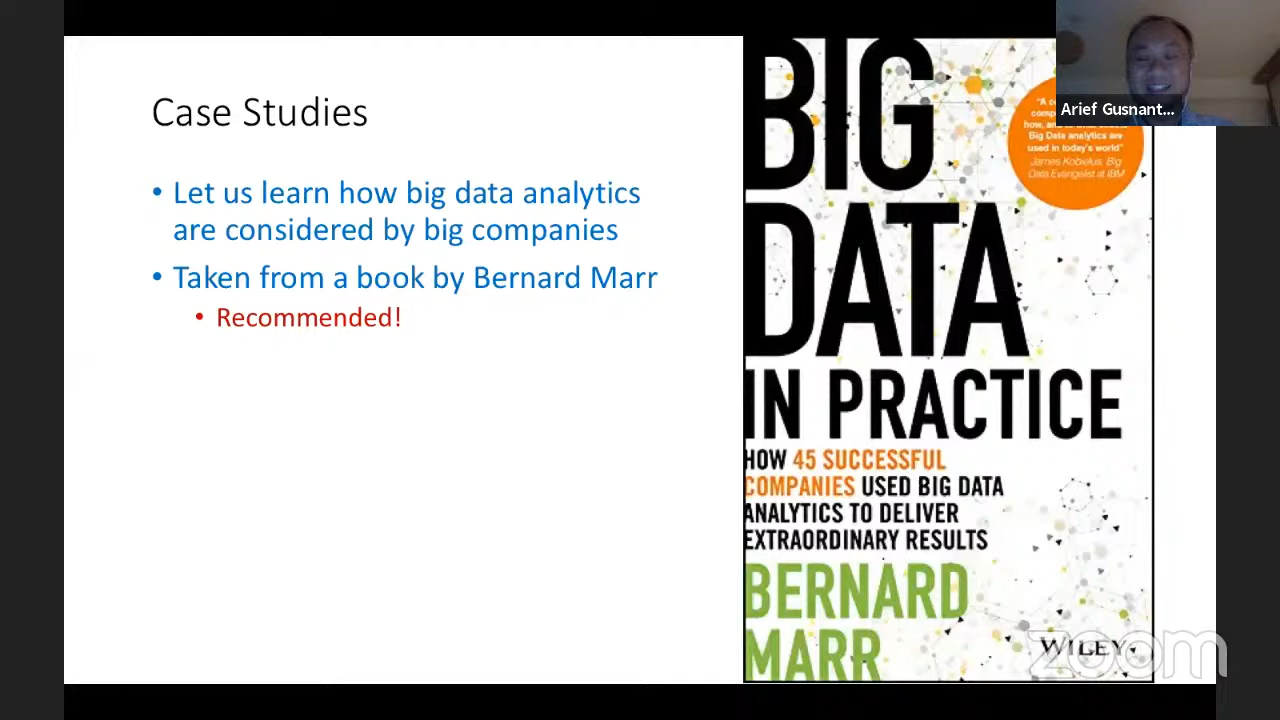 Case Studies
• Let us learn how big data analytics
are considered by big companies
• Taken from a book by Bernard Marr
• Recommended!
BIG
DATA
IN PRACTICE
HOW 45 SUCCESSFUL
COMPANIES USED BIG DATA
ANALYTICS TO DELIVER
EXTRAORDINARY RESULTS
BERNARD
MARR
WILEY
"A
how,
Big Data analytics are
used in today's world"
James Kobielus, Big
Data Evangelist at IBM
Arief Gusnant...
zoom